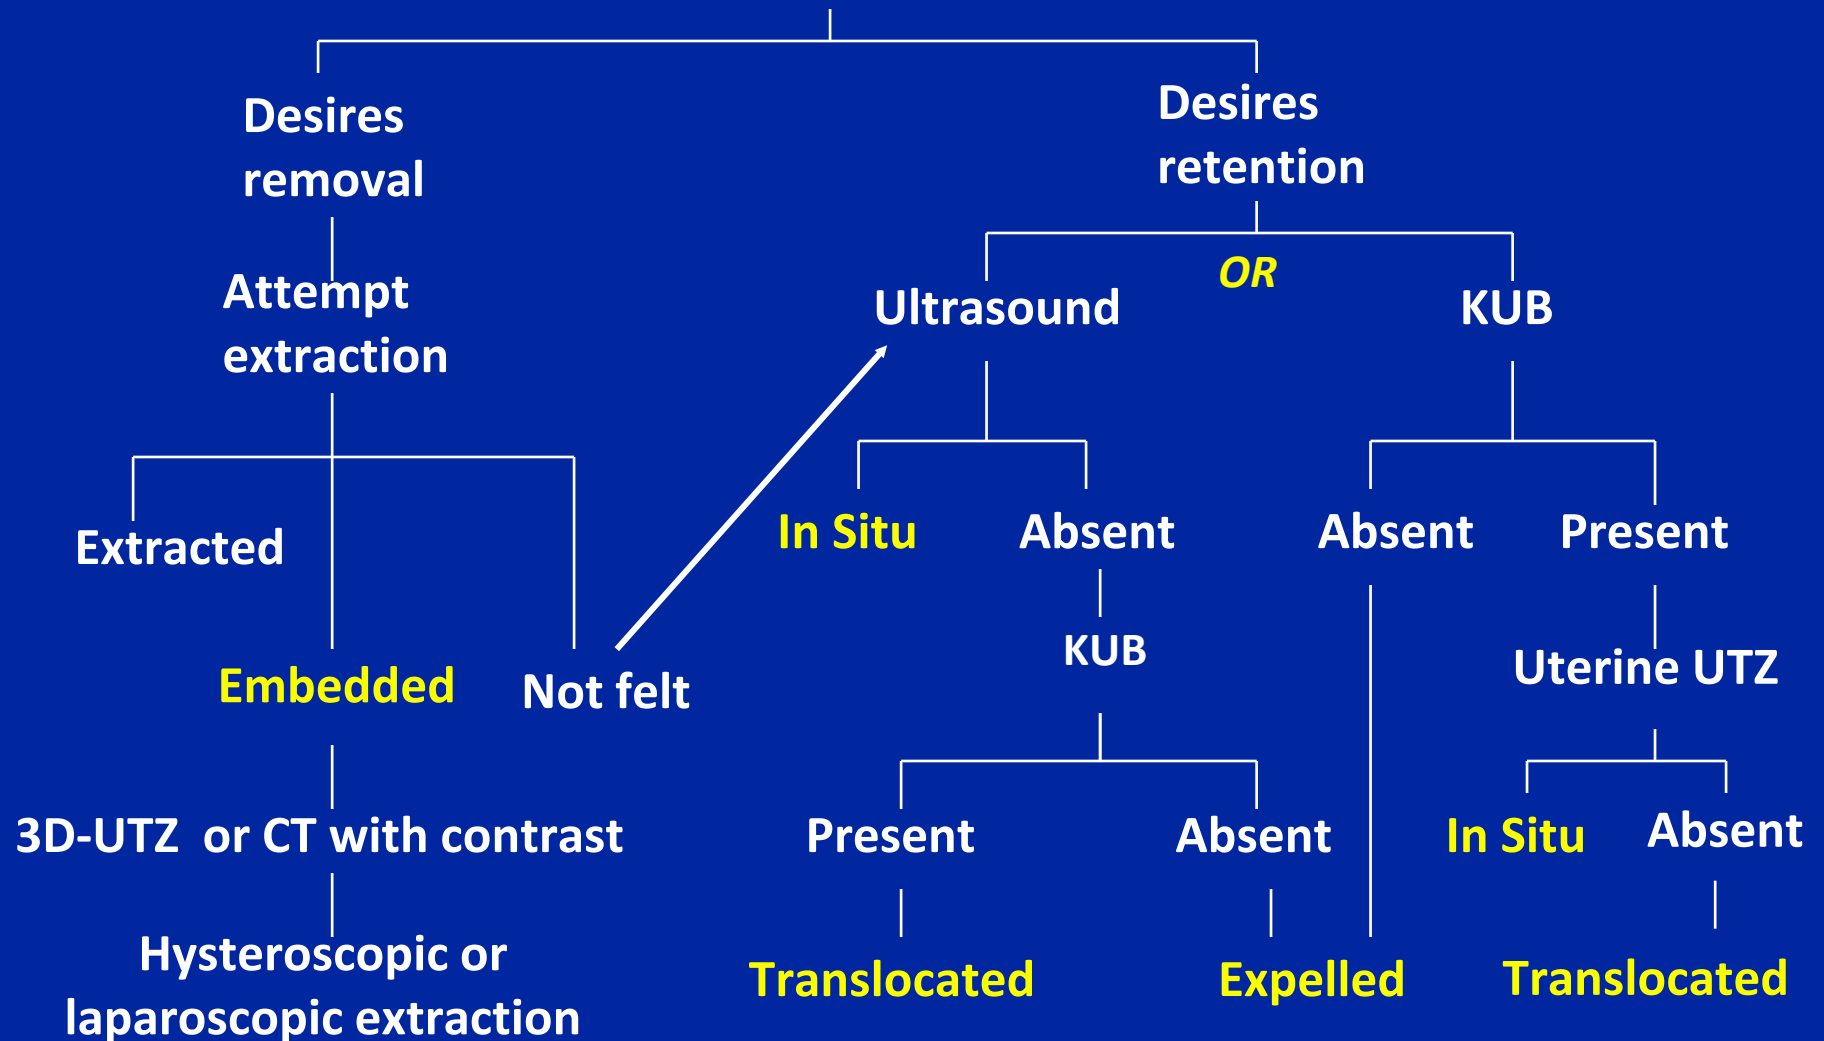 Desires
removal
Desires
retention
Attempt
extraction
OR
Ultrasound
KUB
Extracted
In Situ
Absent
Absent
Present
KUB
Uterine UTZ
Embedded
Not felt
3D-UTZ or CT with contrast
Present
Absent
In Situ
Absent
Hysteroscopic or
laparoscopic extraction
Translocated
Expelled
Translocated